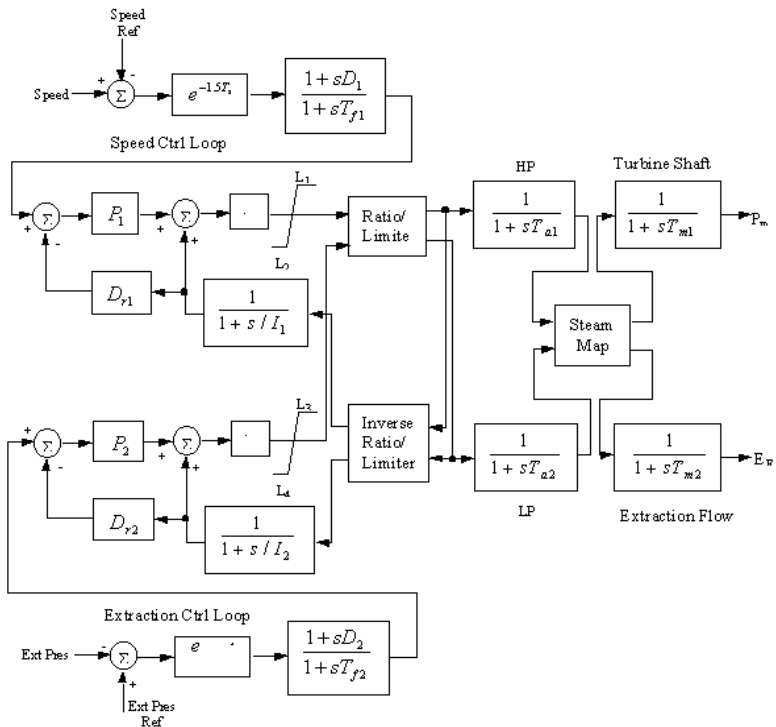 Speed
Ref
-
+
Speed
Σ
e^{-1.5T_s}
1+sD_1
1+sT_{f1}
Speed Ctrl Loop
HP
Turbine Shaft
L_1
Σ
P_1
Σ
.
Ratio/
Limite
1
1+sT_{a1}
1
1+sT_{m1}
P_m
+
-
+
+
L_2
D_{r1}
1
1+s/I_1
Steam
Map
L_3
+
Σ
P_2
Σ
.
Inverse
Ratio/
Limiter
1
1+sT_{a2}
1
1+sT_{m2}
-
+
+
L_4
D_{r2}
1
1+s/I_2
LP
Extraction Flow
Extraction Ctrl Loop
Ext Pres
-
Σ
+
e
1+sD_2
1+sT_{f2}
Ext Pres
Ref